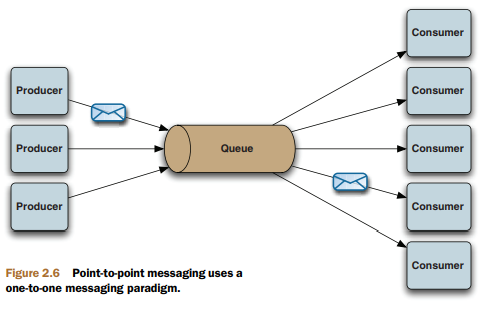 Consumer
Producer
Consumer
Producer
Queue
Consumer
Producer
Consumer
Consumer
Figure 2.6 Point-to-point messaging uses a
one-to-one messaging paradigm.